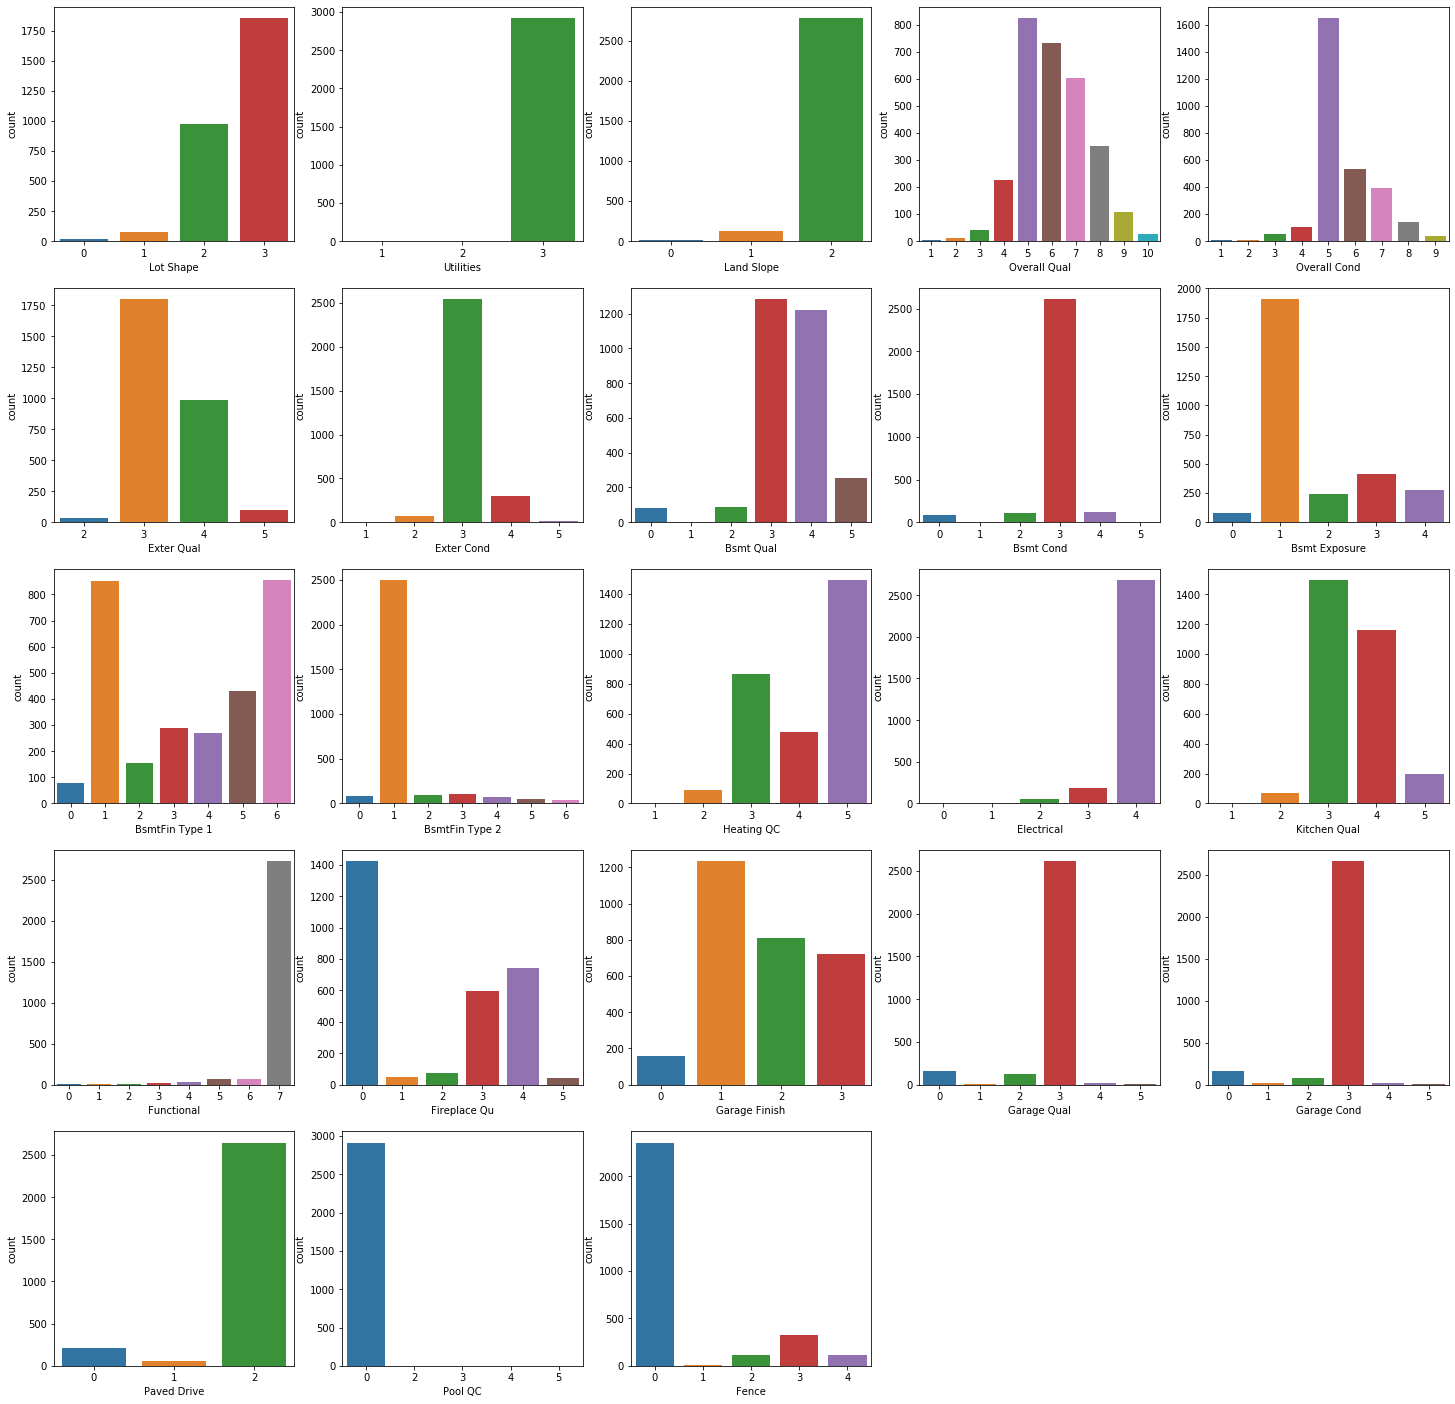 1750
1500
1250
1000
750
500
250
0
count
0 1 2 3
Lot Shape
3000
2500
2000
1500
1000
500
0
count
1 2 3
Utilities
2500
2000
1500
1000
500
0
count
0 1 2
Land Slope
800
700
600
500
400
300
200
100
0
count
1 2 3 4 5 6 7 8 9 10
Overall Qual
1600
1400
1200
1000
800
600
400
200
0
count
1 2 3 4 5 6 7 8 9
Overall Cond
1750
1500
1250
1000
750
500
250
0
count
2 3 4 5
Exter Qual
2500
2000
1500
1000
500
0
count
1 2 3 4 5
Exter Cond
1200
1000
800
600
400
200
0
count
0 1 2 3 4 5
Bsmt Qual
2500
2000
1500
1000
500
0
count
0 1 2 3 4 5
Bsmt Cond
2000
1750
1500
1250
1000
750
500
250
0
count
0 1 2 3 4
Bsmt Exposure
800
700
600
500
400
300
200
100
0
count
0 1 2 3 4 5 6
BsmtFin Type 1
2500
2000
1500
1000
500
0
count
0 1 2 3 4 5 6
BsmtFin Type 2
1400
1200
1000
800
600
400
200
0
count
1 2 3 4 5
Heating QC
2500
2000
1500
1000
500
0
count
0 1 2 3 4
Electrical
1400
1200
1000
800
600
400
200
0
count
1 2 3 4 5
Kitchen Qual
2500
2000
1500
1000
500
0
count
0 1 2 3 4 5 6 7
Functional
1400
1200
1000
800
600
400
200
0
count
0 1 2 3 4 5
Fireplace Qu
1200
1000
800
600
400
200
0
count
0 1 2 3
Garage Finish
2500
2000
1500
1000
500
0
count
0 1 2 3 4 5
Garage Qual
2500
2000
1500
1000
500
0
count
0 1 2 3 4 5
Garage Cond
2500
2000
1500
1000
500
0
count
0 1 2
Paved Drive
3000
2500
2000
1500
1000
500
0
count
0 2 3 4 5
Pool QC
2000
1500
1000
500
0
count
0 1 2 3 4
Fence